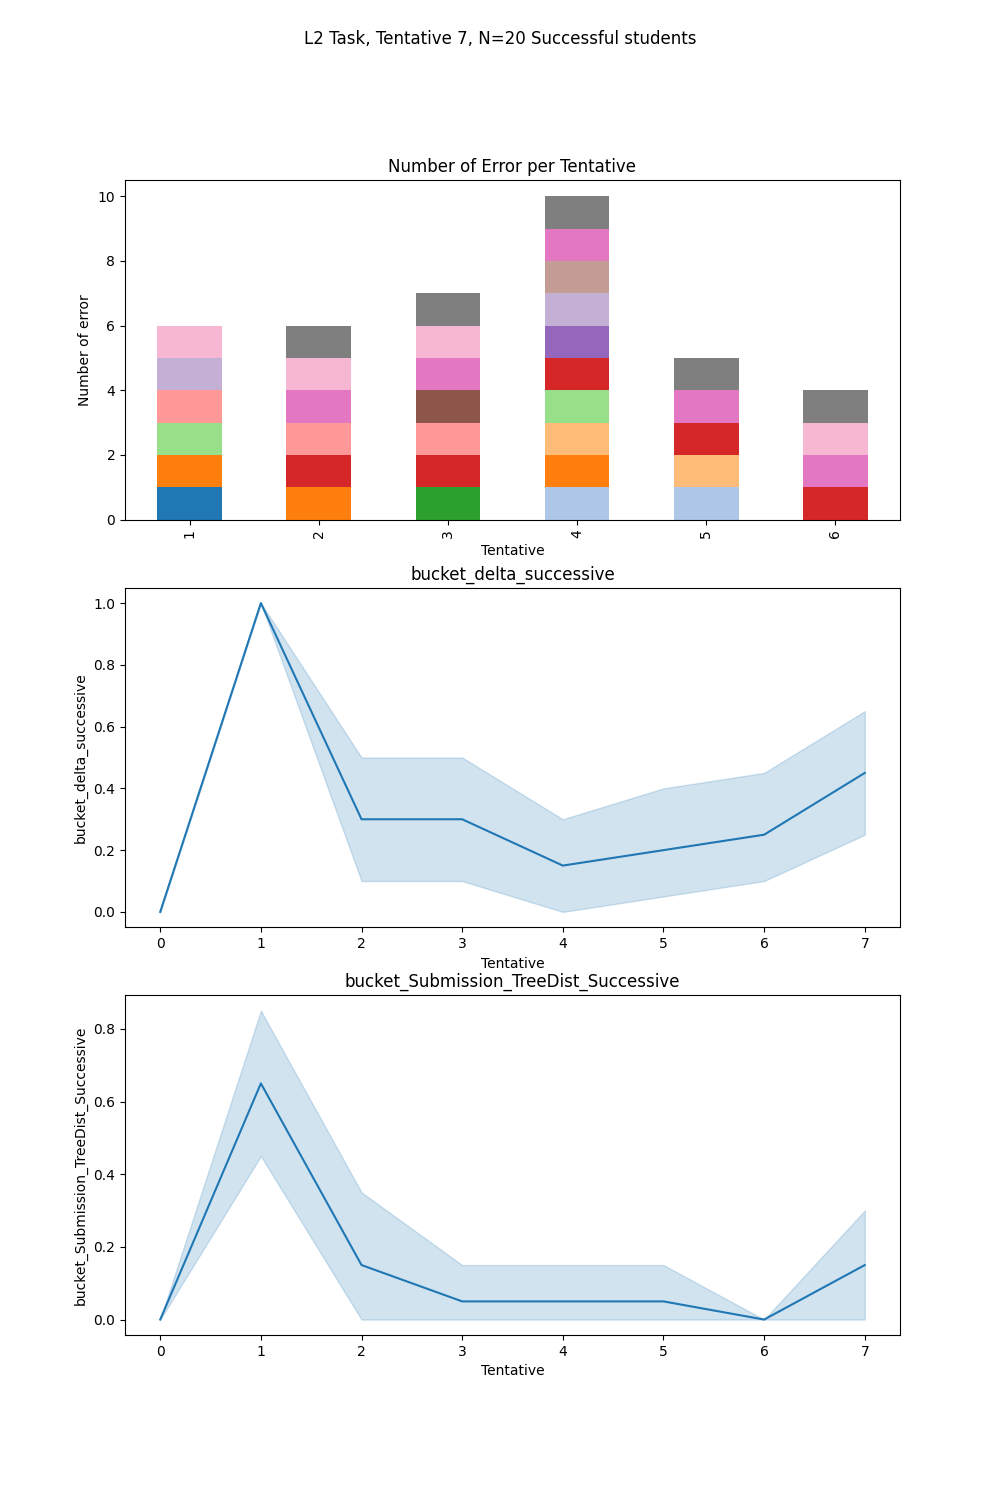 L2 Task, Tentative 7, N=20 Successful students
Number of Error per Tentative
Number of error
10
8
6
4
2
0
1 2 3 4 5 6
Tentative
bucket_delta_successive
bucket_delta_successive
1.0
0.8
0.6
0.4
0.2
0.0
0 1 2 3 4 5 6 7
Tentative
bucket_Submission_TreeDist_Successive
bucket_Submission_TreeDist_Successive
0.8
0.6
0.4
0.2
0.0
0 1 2 3 4 5 6 7
Tentative